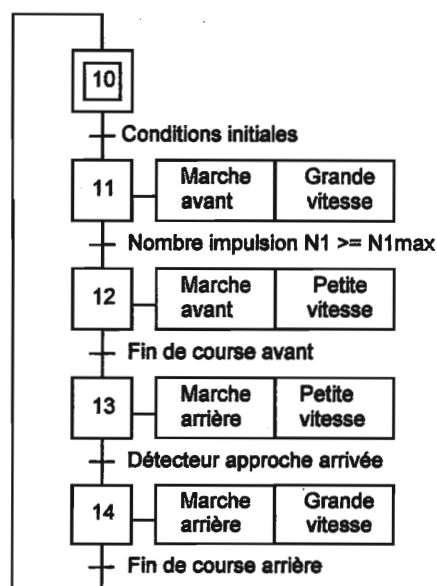 10
Conditions initiales
11
Marche avant
Grande vitesse
Nombre impulsion N1 >= N1max
12
Marche avant
Petite vitesse
Fin de course avant
13
Marche arrière
Petite vitesse
Détecteur approche arrivée
14
Marche arrière
Grande vitesse
Fin de course arrière